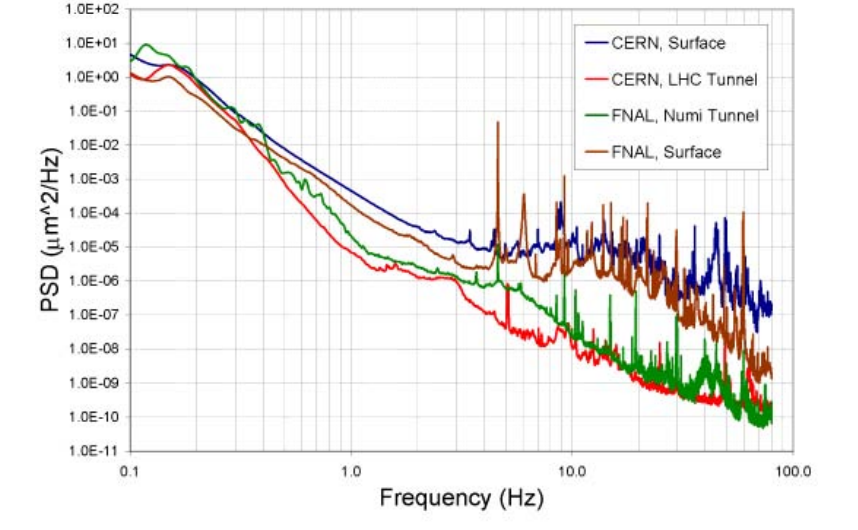 1.0E+02
1.0E+01
1.0E+00
1.0E-01
1.0E-02
1.0E-03
1.0E-04
1.0E-05
1.0E-06
1.0E-07
1.0E-08
1.0E-09
1.0E-10
1.0E-11
PSD (μm^2/Hz)
CERN, Surface
CERN, LHC Tunnel
FNAL, Numi Tunnel
FNAL, Surface
0.1 1.0 10.0 100.0
Frequency (Hz)